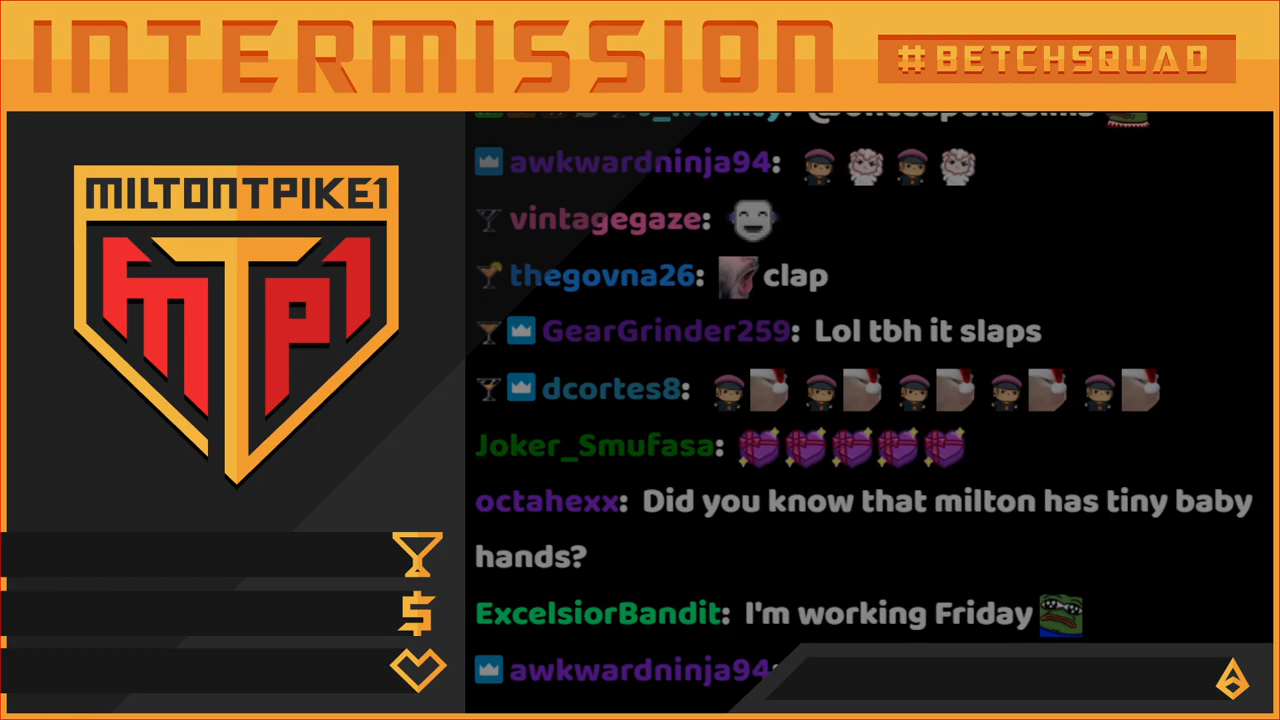 INTERMISSION
#BETCHSQUAD
MILTONTPIKE1
MTP1
awkwardninja94:
vintagegaze:
thegovna26: clap
GearGrinder259: Lol tbh it slaps
dcortes8:
Joker_Smufasa:
octahexx: Did you know that milton has tiny baby
hands?
ExcelsiorBandit: I'm working Friday
awkwardninja94:
$